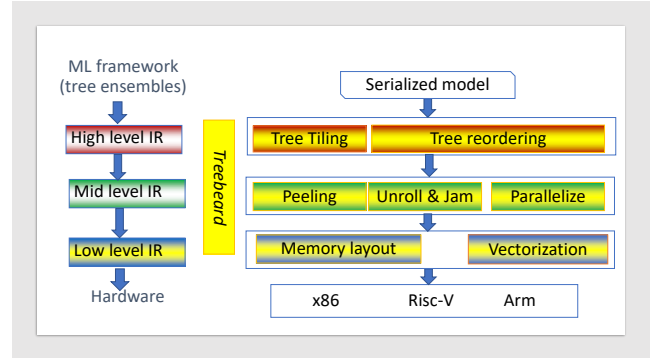 ML framework
(tree ensembles)
High level IR
Mid level IR
Low level IR
Hardware
Treebeard
Serialized model
Tree Tiling Tree reordering
Peeling Unroll & Jam Parallelize
Memory layout Vectorization
x86 Risc-V Arm